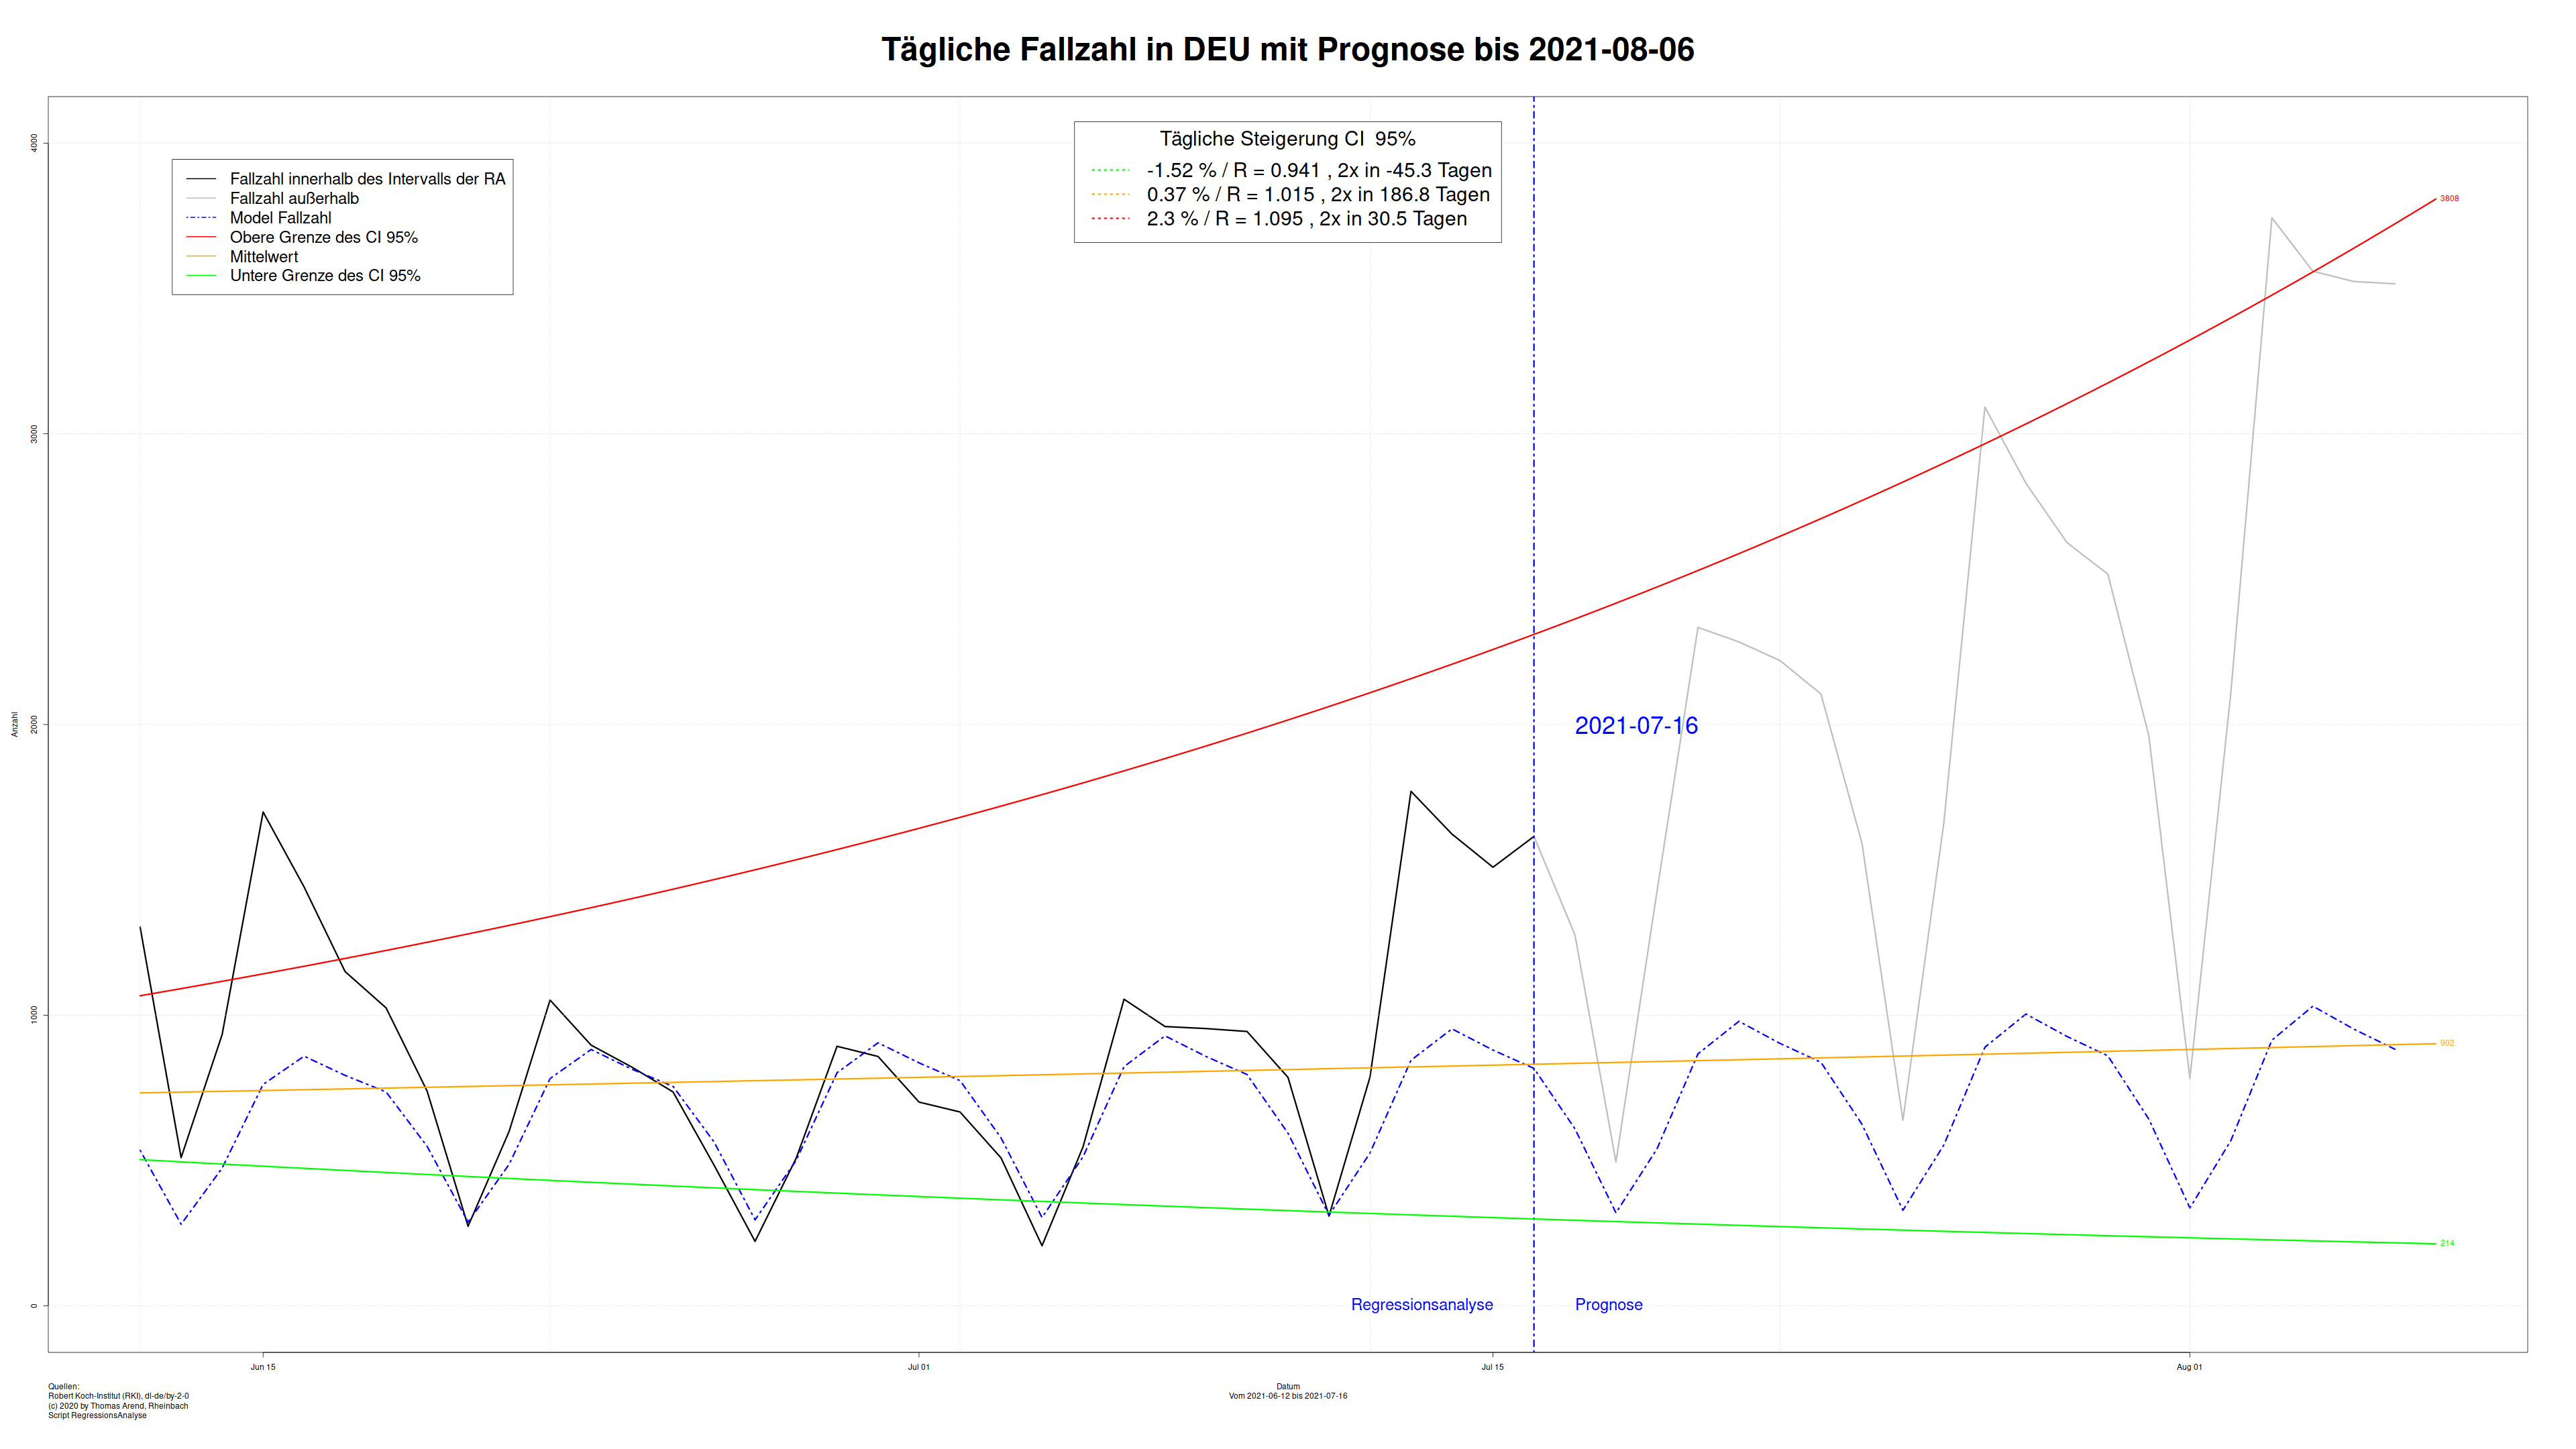 Tägliche Fallzahl in DEU mit Prognose bis 2021-08-06
Fallzahl innerhalb des Intervalls der RA
Fallzahl außerhalb
Model Fallzahl
Obere Grenze des CI 95%
Mittelwert
Untere Grenze des CI 95%
Tägliche Steigerung CI  95%
-1.52 % / R = 0.941 , 2x in -45.3 Tagen
0.37 % / R = 1.015 , 2x in 186.8 Tagen
2.3 % / R = 1.095 , 2x in 30.5 Tagen
4000
3000
2000
1000
0
Anzahl
3808
2021-07-16
902
214
Regressionsanalyse
Prognose
Jun 15
Jul 01
Jul 15
Aug 01
Datum
Vom 2021-06-12 bis 2021-07-16
Quellen:
Robert Koch-Institut (RKI), dl-de/by-2-0
(c) 2020 by Thomas Arend, Rheinbach
Script RegressionsAnalyse